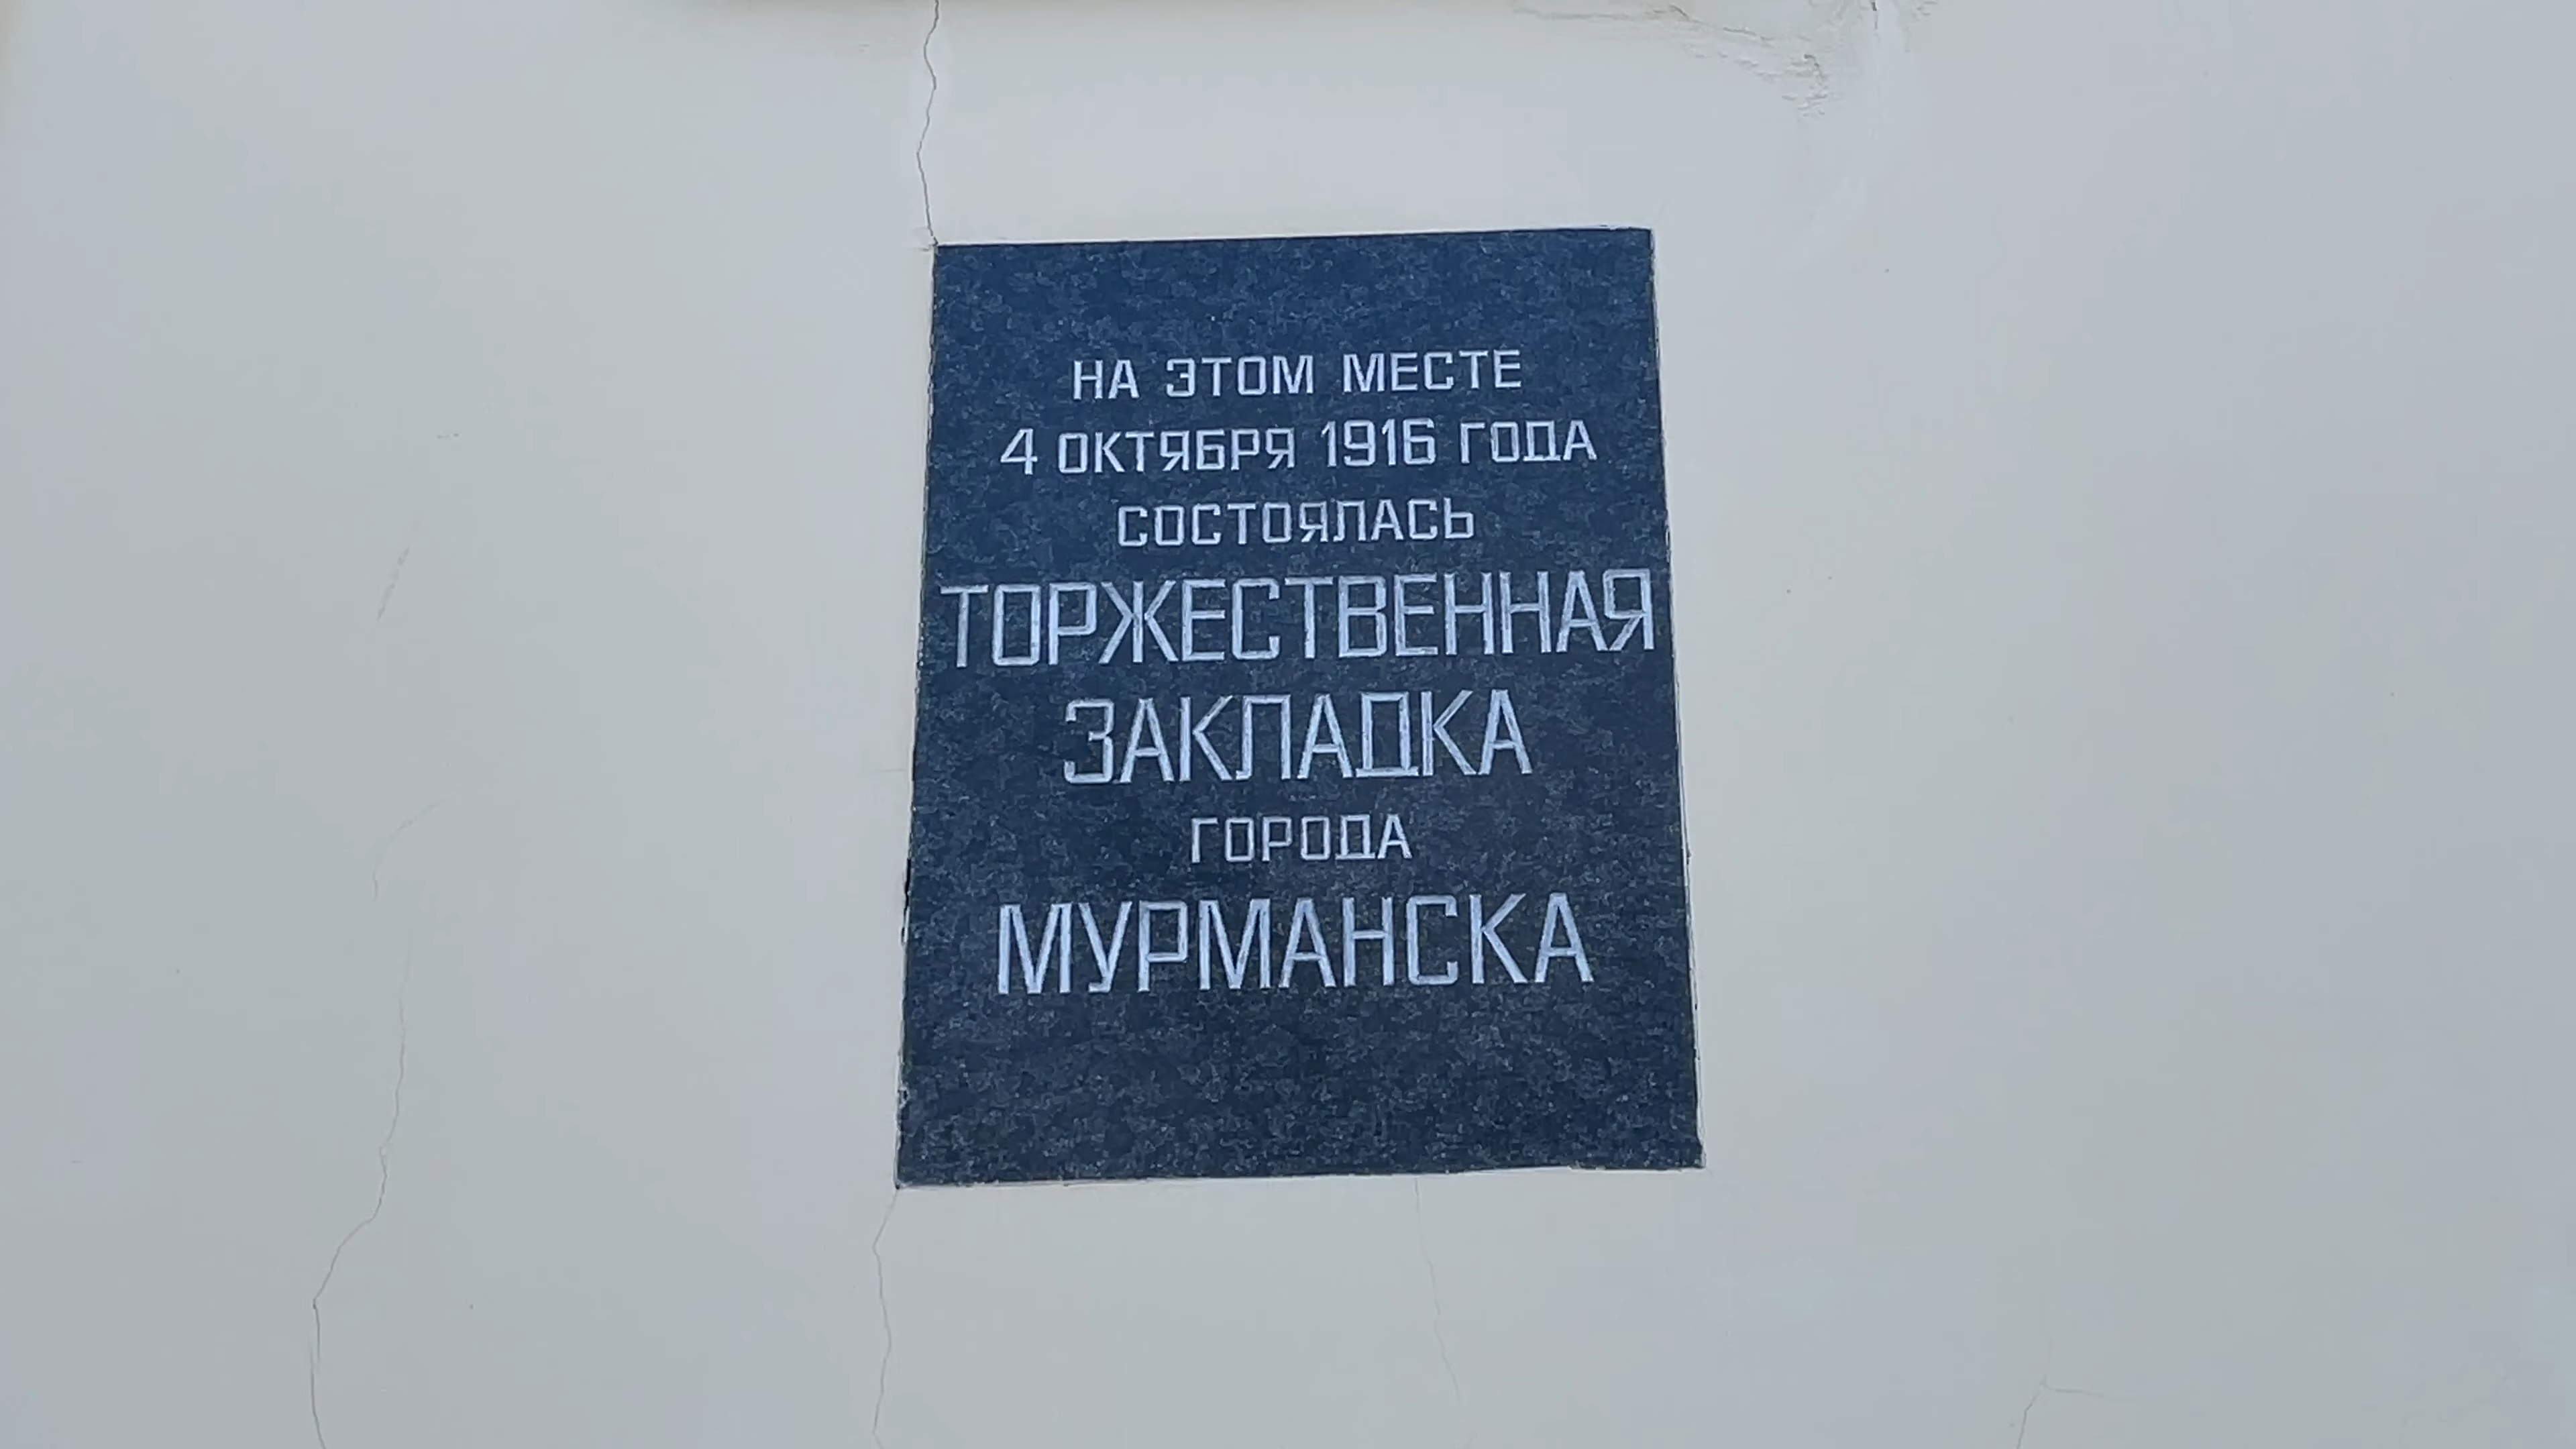 НА ЭТОМ МЕСТЕ
4 ОКТЯБРЯ 1916 ГОДА
СОСТОЯЛАСЬ
ТОРЖЕСТВЕННАЯ
ЗАКЛАДКА
ГОРОДА
МУРМАНСКА